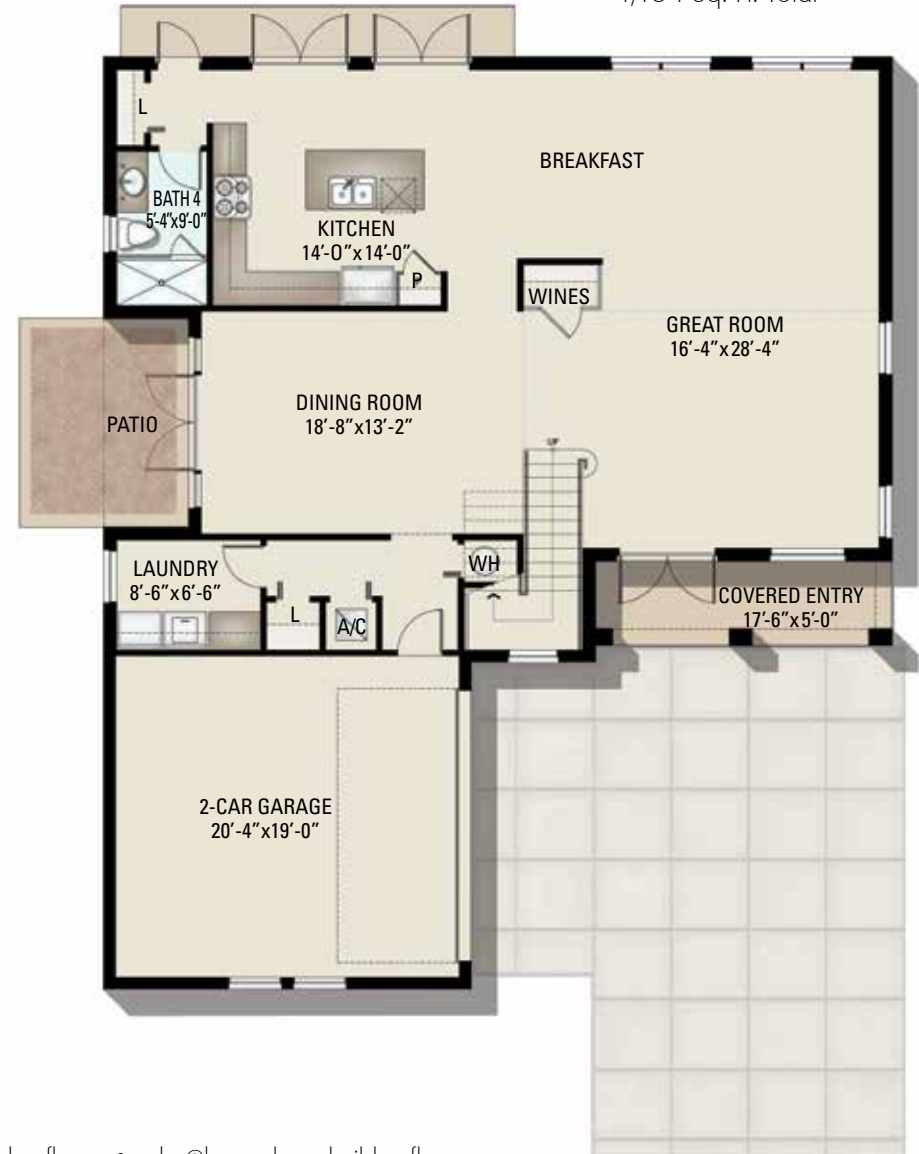 L
BREAKFAST
BATH 4
5'-4"x9'-0"
KITCHEN
14'-0"x14'-0"
P
WINES
GREAT ROOM
16'-4"x28'-4"
DINING ROOM
18'-8"x13'-2"
PATIO
UP
WH
LAUNDRY
8'-6"x6'-6"
L
A/C
COVERED ENTRY
17'-6"x5'-0"
2-CAR GARAGE
20'-4"x19'-0"